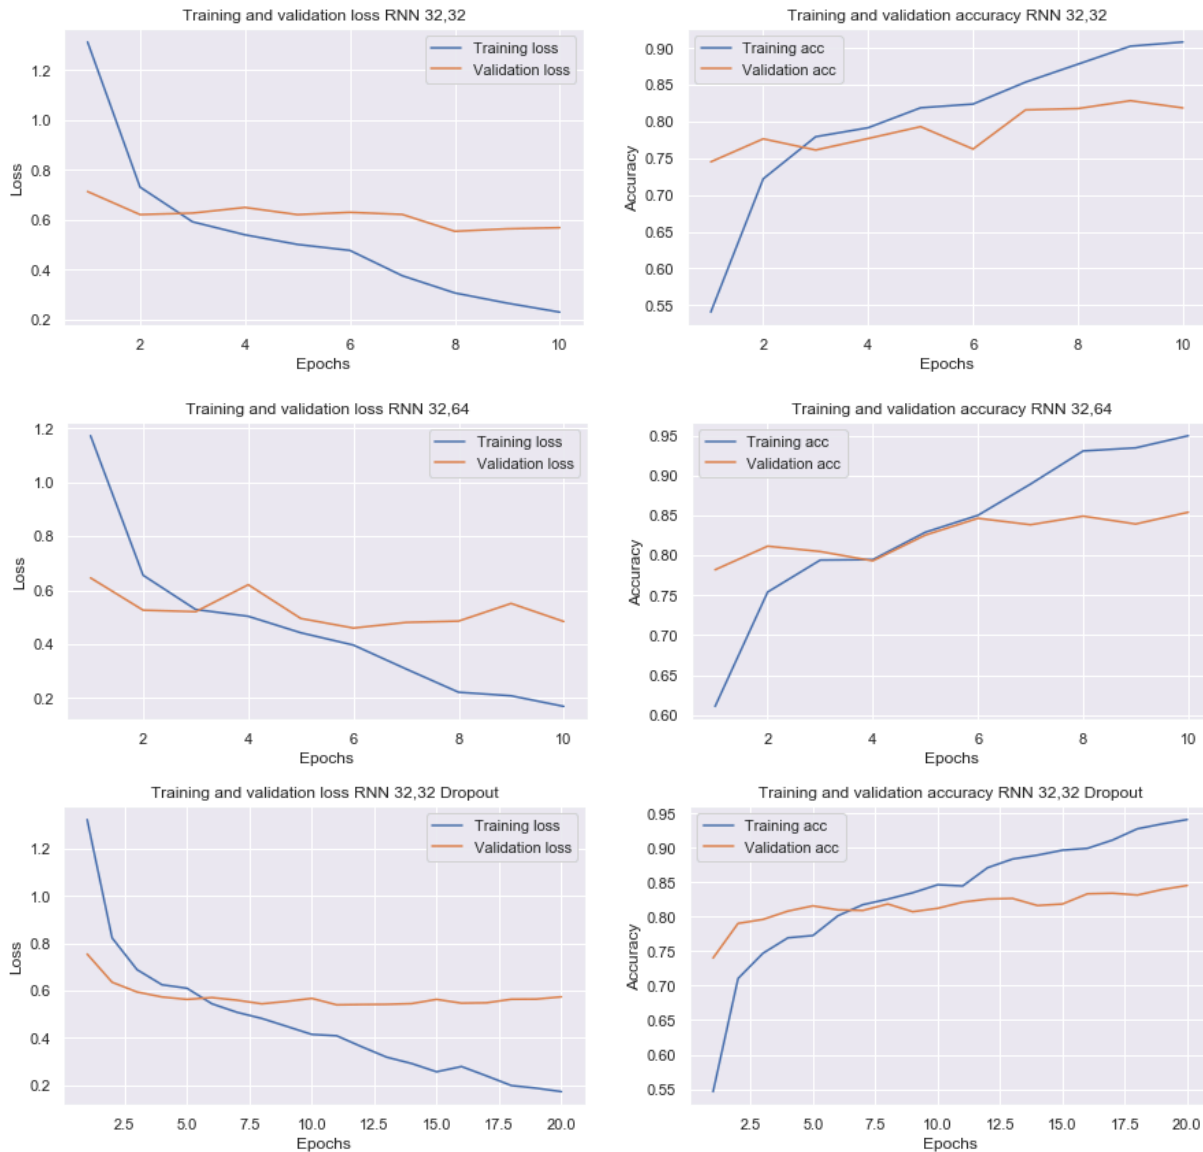 Training and validation loss RNN 32,32
Training loss
Validation loss
1.2
1.0
0.8
0.6
0.4
0.2
Loss
2 4 6 8 10
Epochs
Training and validation accuracy RNN 32,32
Training acc
Validation acc
0.90
0.85
0.80
0.75
0.70
0.65
0.60
0.55
Accuracy
2 4 6 8 10
Epochs
Training and validation loss RNN 32,64
Training loss
Validation loss
1.2
1.0
0.8
0.6
0.4
0.2
Loss
2 4 6 8 10
Epochs
Training and validation accuracy RNN 32,64
Training acc
Validation acc
0.95
0.90
0.85
0.80
0.75
0.70
0.65
0.60
Accuracy
2 4 6 8 10
Epochs
Training and validation loss RNN 32,32 Dropout
Training loss
Validation loss
1.2
1.0
0.8
0.6
0.4
0.2
Loss
2.5 5.0 7.5 10.0 12.5 15.0 17.5 20.0
Epochs
Training and validation accuracy RNN 32,32 Dropout
Training acc
Validation acc
0.95
0.90
0.85
0.80
0.75
0.70
0.65
0.60
0.55
Accuracy
2.5 5.0 7.5 10.0 12.5 15.0 17.5 20.0
Epochs